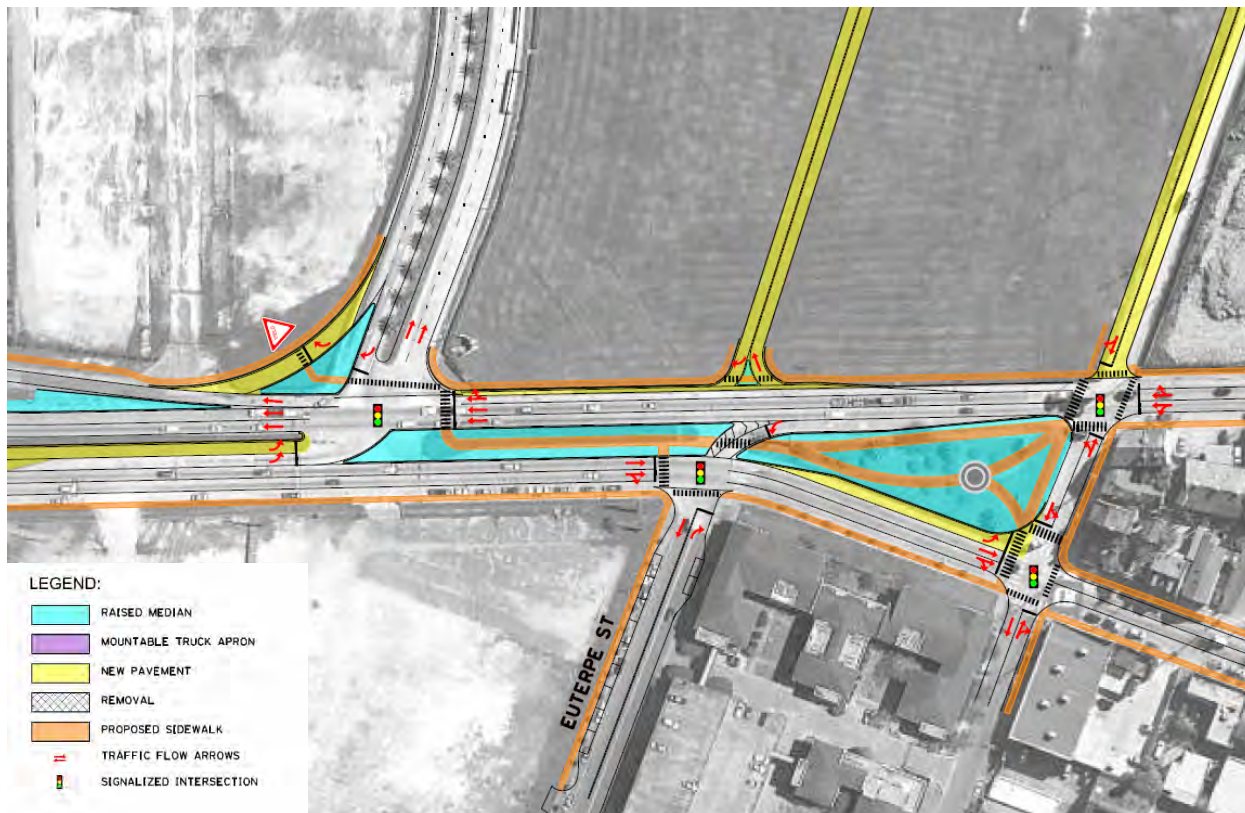 EUTERPE ST
LEGEND:
RAISED MEDIAN
MOUNTABLE TRUCK APRON
NEW PAVEMENT
REMOVAL
PROPOSED SIDEWALK
TRAFFIC FLOW ARROWS
SIGNALIZED INTERSECTION